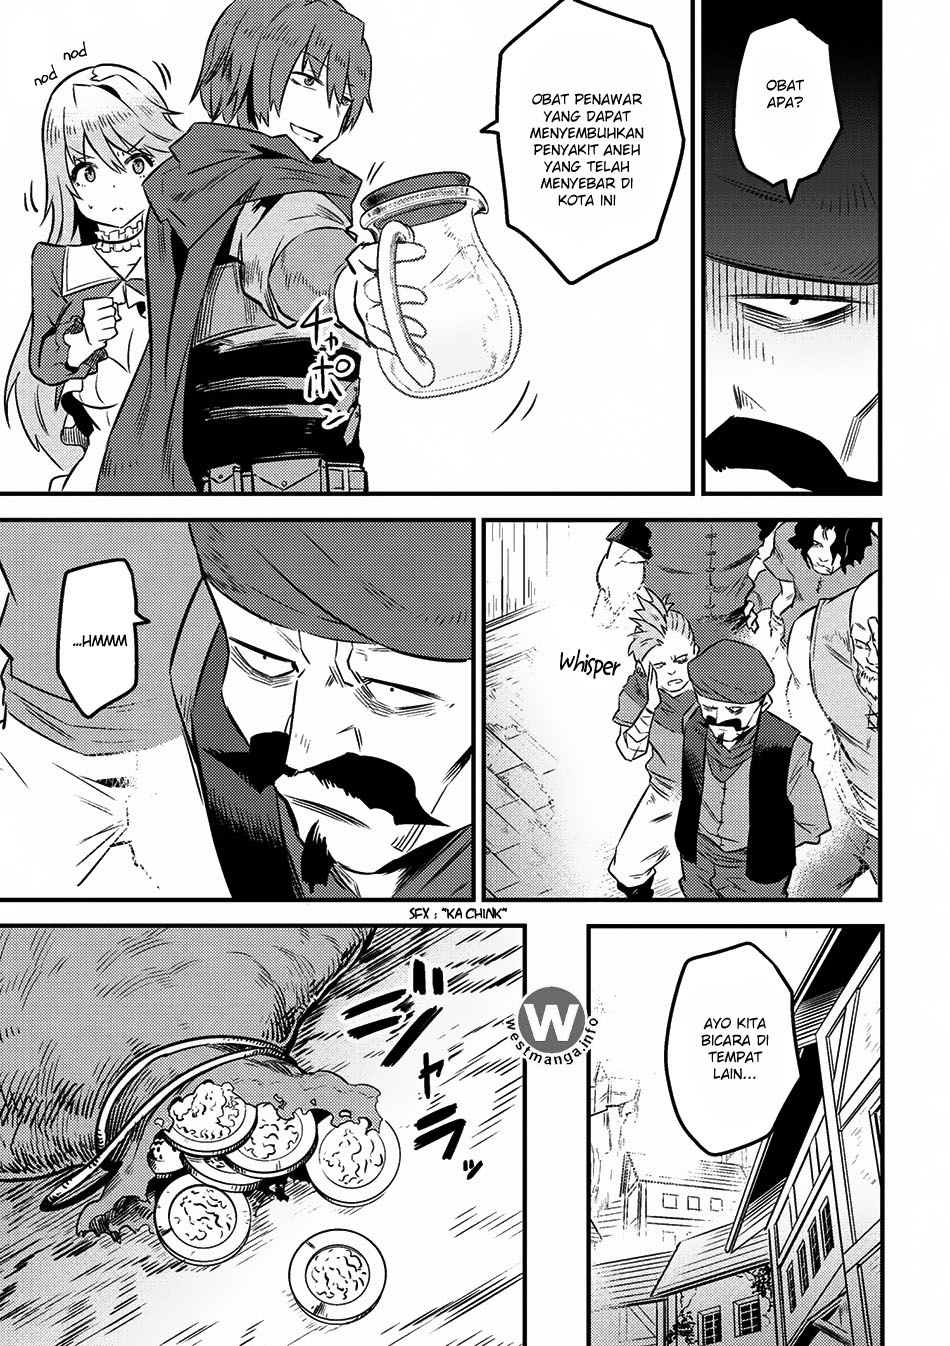 OBAT
APA?
OBAT PENAWAR
YANG DAPAT
MENYEMBUHKAN
PENYAKIT ANEH
YANG TELAH
MENYEBAR DI
KOTA INI
nod nod
チャポン
Whisper
...HMMM
AYO KITA
BICARA DI
TEMPAT
LAIN...
SFX : "KA CHINK"
ジャラッ
W
westmanga.info